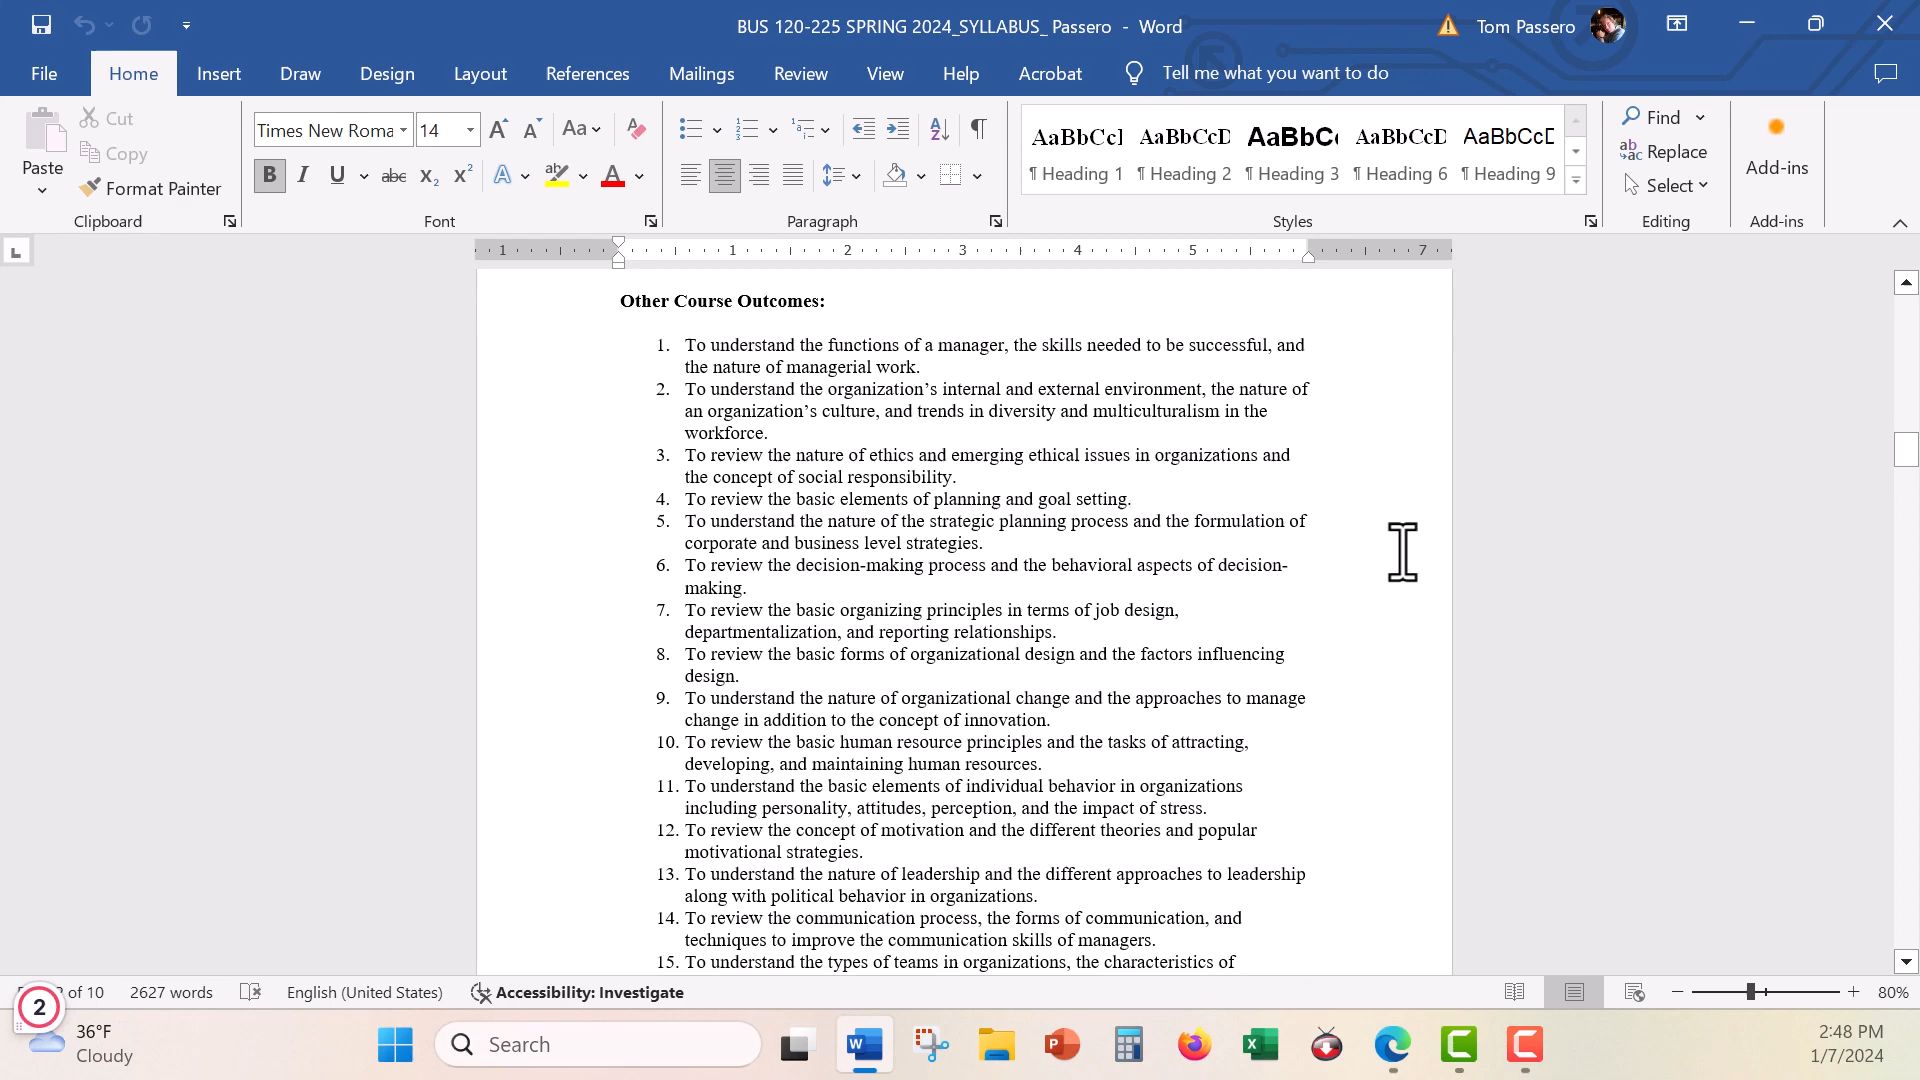 BUS 120-225 SPRING 2024_SYLLABUS_ Passero - Word
Tom Passero
File Home Insert Draw Design Layout References Mailings Review View Help Acrobat Tell me what you want to do
Paste
Cut
Copy
Format Painter
Clipboard
Times New Roma 14
Font
Paragraph
AaBbCcI AaBbCcD AaBbCc AaBbCcD AaBbCcD
¶ Heading 1 ¶ Heading 2 ¶ Heading 3 ¶ Heading 6 ¶ Heading 9
Styles
Find
Replace
Select
Editing
Add-ins
Add-ins
1 1 2 3 4 5 7
Other Course Outcomes:
1. To understand the functions of a manager, the skills needed to be successful, and
the nature of managerial work.
2. To understand the organization’s internal and external environment, the nature of
an organization’s culture, and trends in diversity and multiculturalism in the
workforce.
3. To review the nature of ethics and emerging ethical issues in organizations and
the concept of social responsibility.
4. To review the basic elements of planning and goal setting.
5. To understand the nature of the strategic planning process and the formulation of
corporate and business level strategies.
6. To review the decision-making process and the behavioral aspects of decision-
making.
7. To review the basic organizing principles in terms of job design,
departmentalization, and reporting relationships.
8. To review the basic forms of organizational design and the factors influencing
design.
9. To understand the nature of organizational change and the approaches to manage
change in addition to the concept of innovation.
10. To review the basic human resource principles and the tasks of attracting,
developing, and maintaining human resources.
11. To understand the basic elements of individual behavior in organizations
including personality, attitudes, perception, and the impact of stress.
12. To review the concept of motivation and the different theories and popular
motivational strategies.
13. To understand the nature of leadership and the different approaches to leadership
along with political behavior in organizations.
14. To review the communication process, the forms of communication, and
techniques to improve the communication skills of managers.
15. To understand the types of teams in organizations, the characteristics of
of 10 2627 words English (United States) Accessibility: Investigate 80%
2
36°F
Cloudy
Search
2:48 PM
1/7/2024